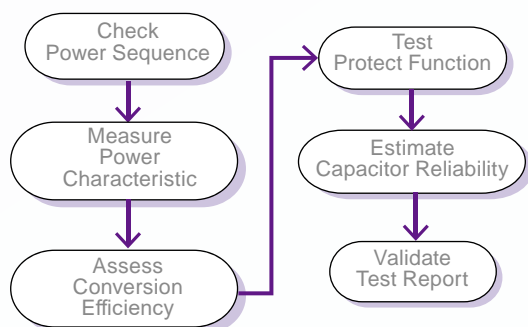 Check
Power Sequence
Measure
Power
Characteristic
Assess
Conversion
Efficiency
Test
Protect Function
Estimate
Capacitor Reliability
Validate
Test Report